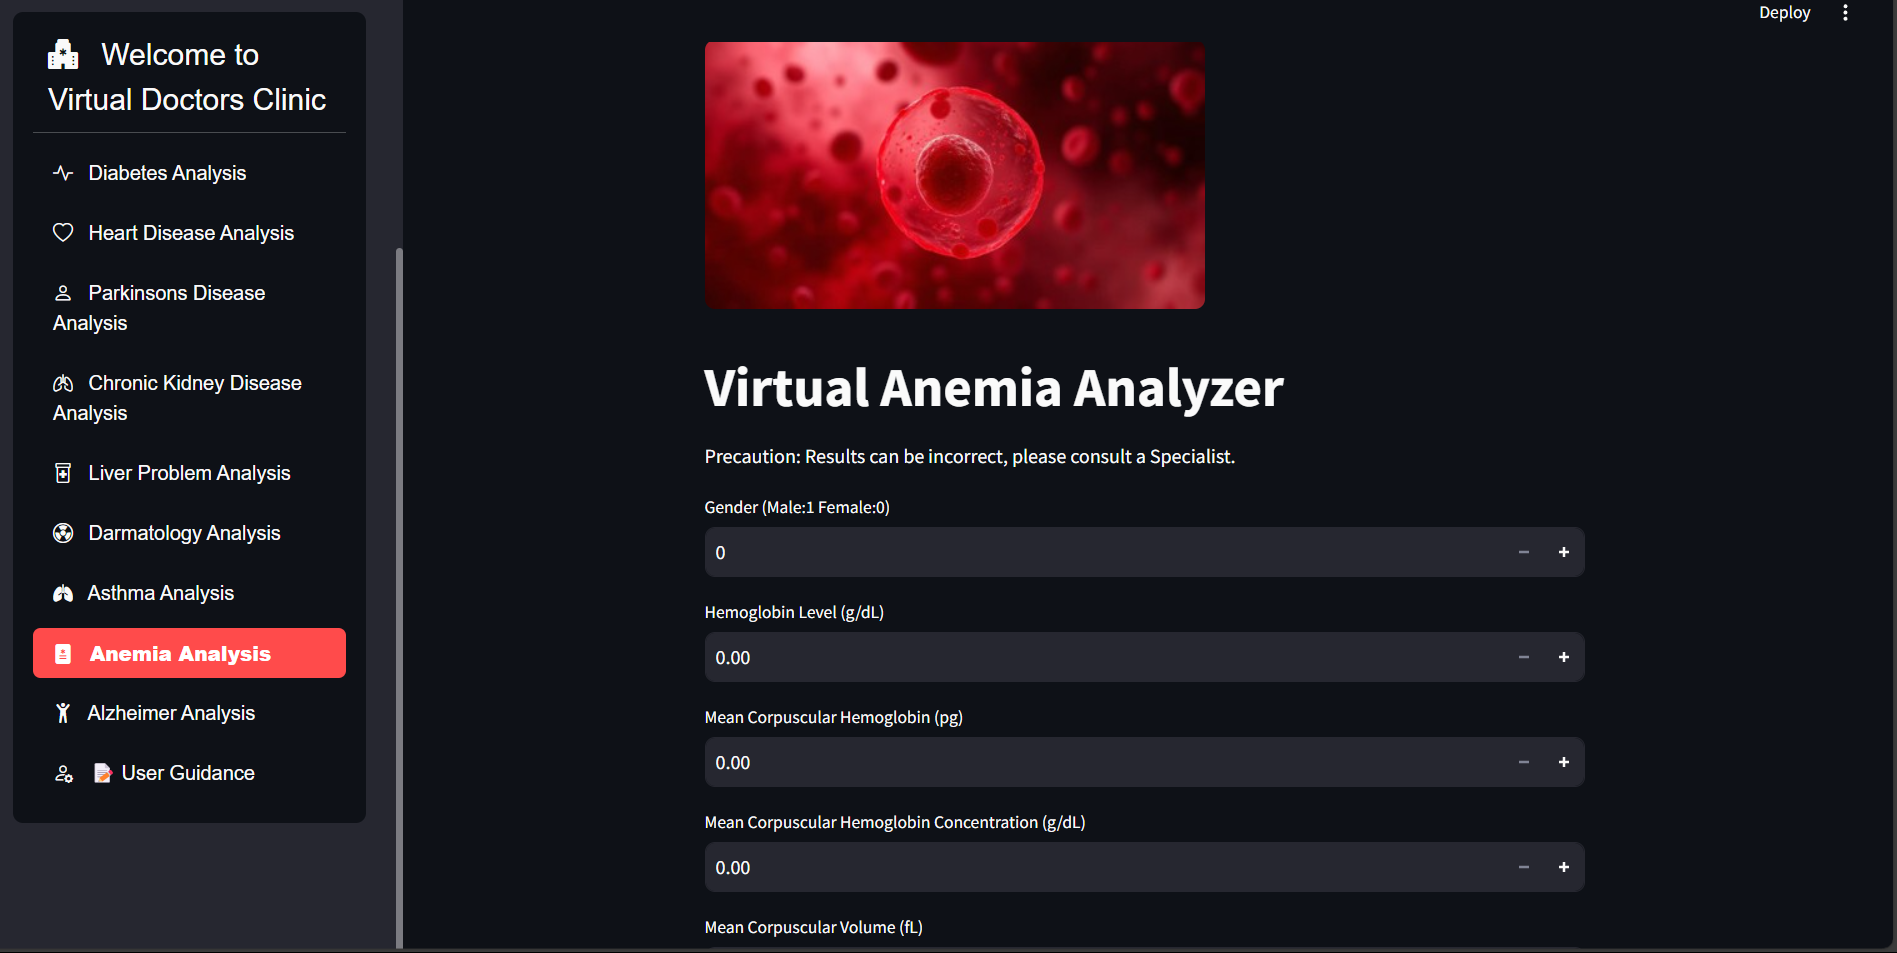 Welcome to
Virtual Doctors Clinic
Diabetes Analysis
Heart Disease Analysis
Parkinsons Disease
Analysis
Chronic Kidney Disease
Analysis
Liver Problem Analysis
Darmatology Analysis
Asthma Analysis
Anemia Analysis
Alzheimer Analysis
User Guidance
Deploy
Virtual Anemia Analyzer
Precaution: Results can be incorrect, please consult a Specialist.
Gender (Male:1 Female:0)
0
Hemoglobin Level (g/dL)
0.00
Mean Corpuscular Hemoglobin (pg)
0.00
Mean Corpuscular Hemoglobin Concentration (g/dL)
0.00
Mean Corpuscular Volume (fL)